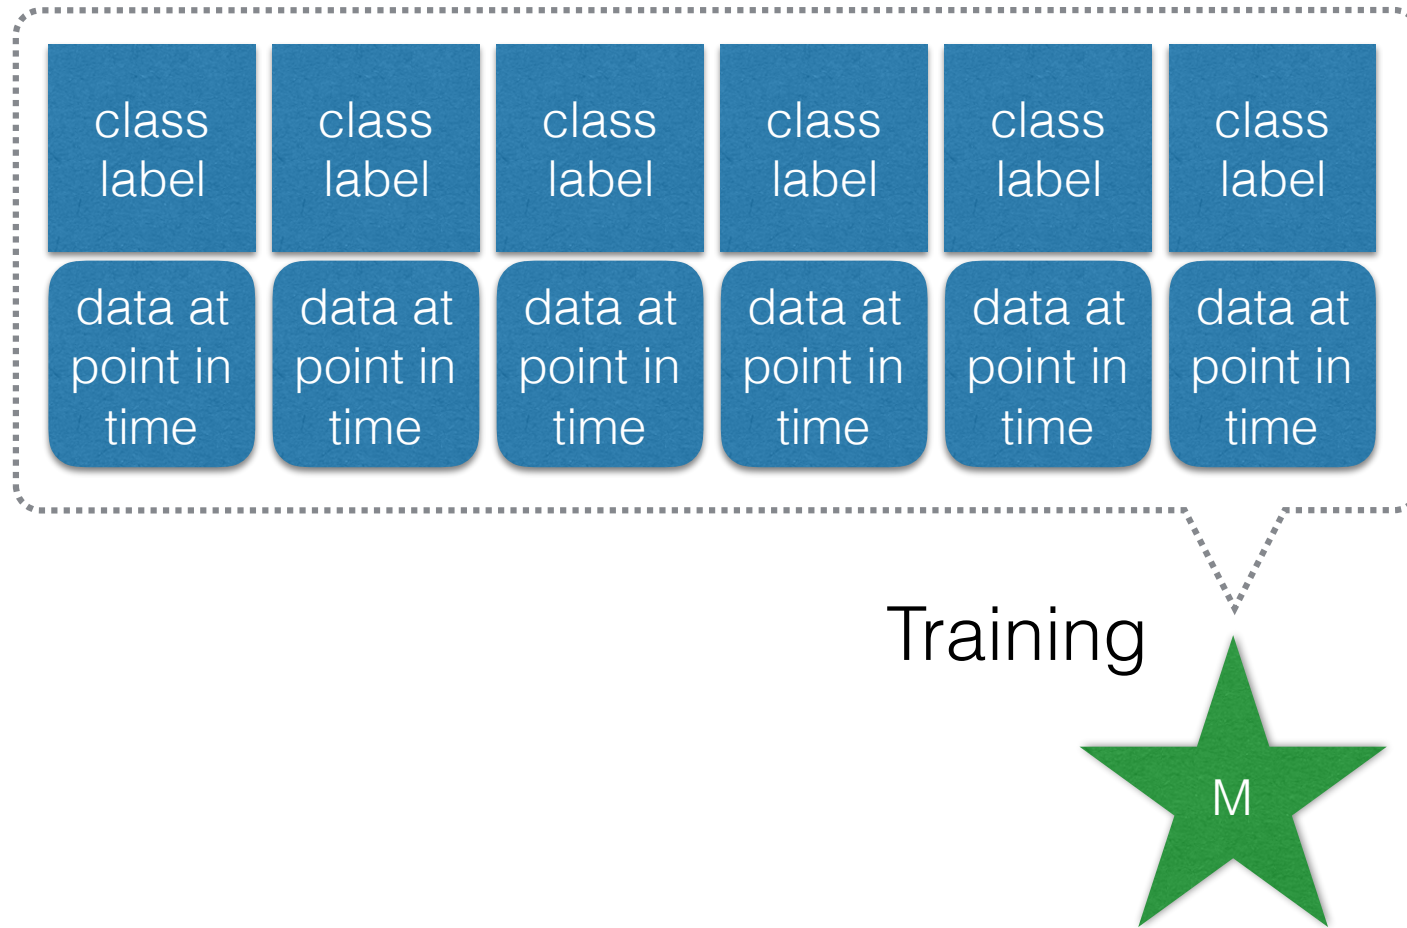 class
label
class
label
class
label
class
label
class
label
class
label
data at
point in
time
data at
point in
time
data at
point in
time
data at
point in
time
data at
point in
time
data at
point in
time
Training
M